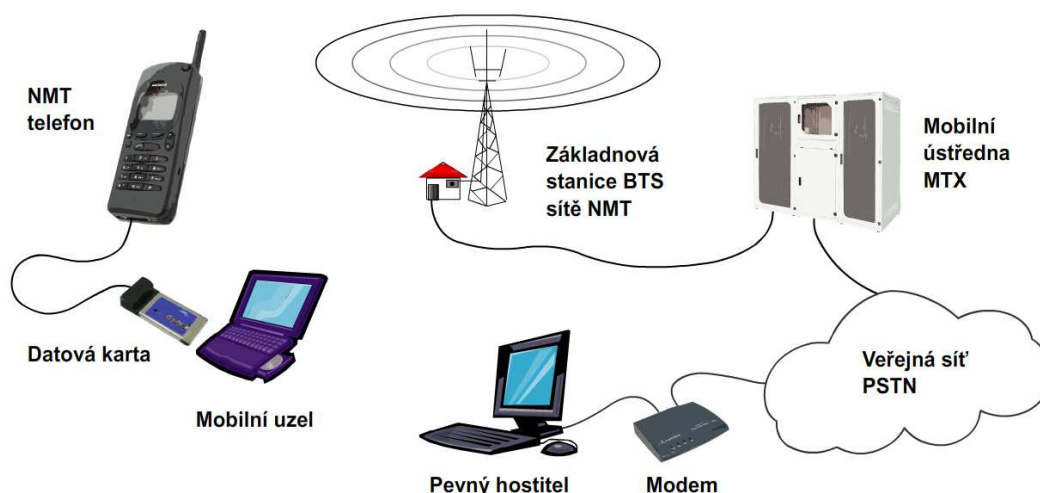 NMT
telefon
Základnová
stanice BTS
sítě NMT
Mobilní
ústředna
MTX
Datová karta
Mobilní uzel
Veřejná síť
PSTN
Pevný hostitel
Modem